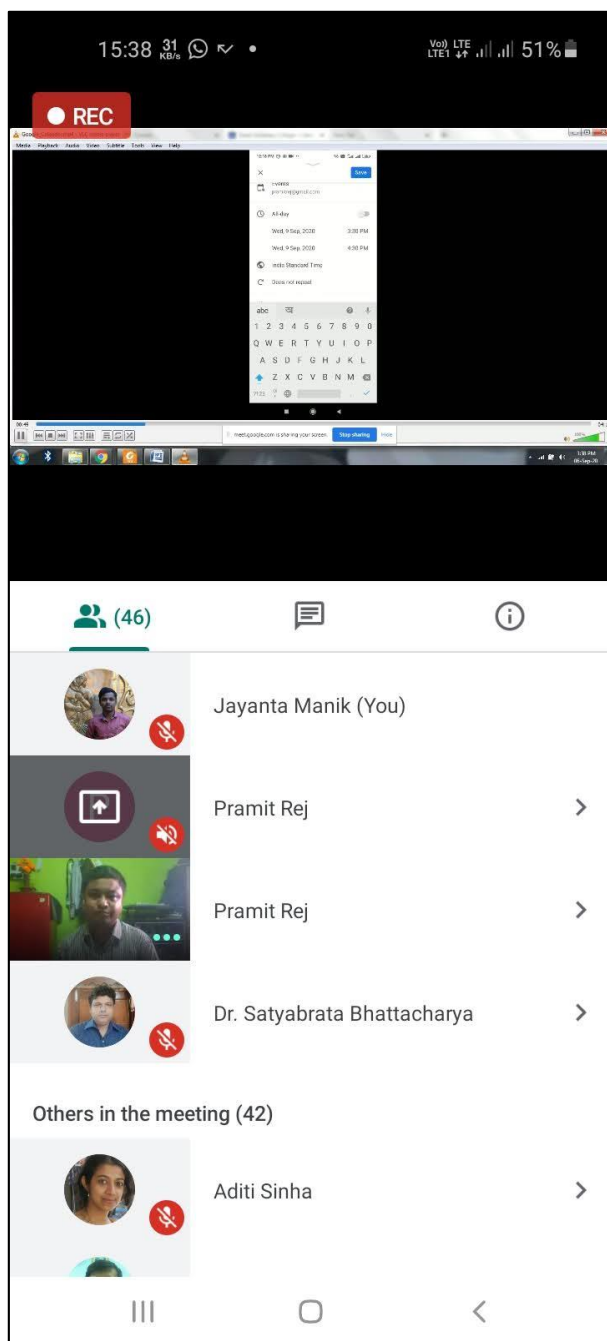 15:38 31 KB/s
Vo)) LTE LTE1 51%
REC
Media Playback Audio Video Subtitle Tools View Help
Save
Events
All-day
Wed, 9 Sep, 2020 3:30 PM
Wed, 9 Sep, 2020 4:30 PM
India Standard Time
Does not repeat
abc অ
1 2 3 4 5 6 7 8 9 0
Q W E R T Y U I O P
A S D F G H J K L
Z X C V B N M
?123
meet.google.com is sharing your screen. Stop sharing Hide
(46)
Jayanta Manik (You)
Pramit Rej
Pramit Rej
Dr. Satyabrata Bhattacharya
Others in the meeting (42)
Aditi Sinha